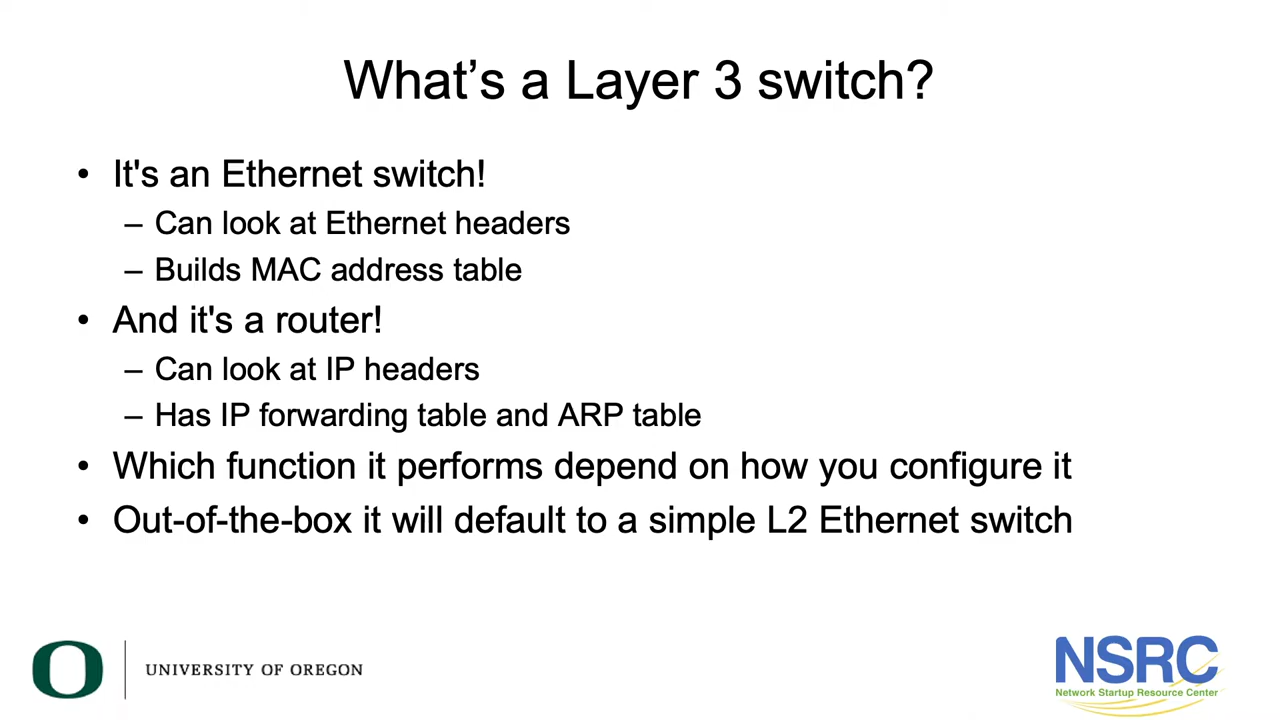 What’s a Layer 3 switch?
• It's an Ethernet switch!
– Can look at Ethernet headers
– Builds MAC address table
• And it's a router!
– Can look at IP headers
– Has IP forwarding table and ARP table
• Which function it performs depend on how you configure it
• Out-of-the-box it will default to a simple L2 Ethernet switch
O UNIVERSITY OF OREGON
NSRC
Network Startup Resource Center